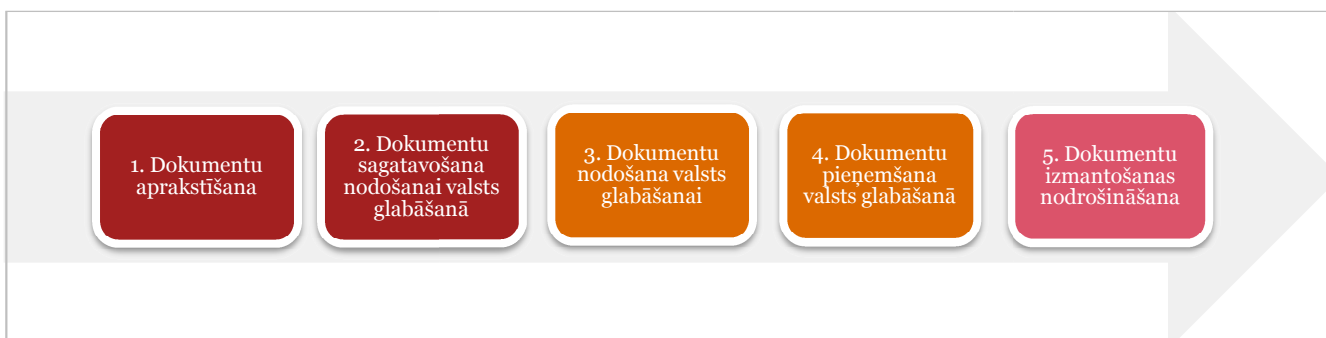 1. Dokumentu
aprakstīšana
2. Dokumentu
sagatavošana
nodošanai valsts
glabāšanā
3. Dokumentu
nodošana valsts
glabāšanai
4. Dokumentu
pieņemšana
valsts glabāšanā
5. Dokumentu
izmantošanas
nodrošināšana